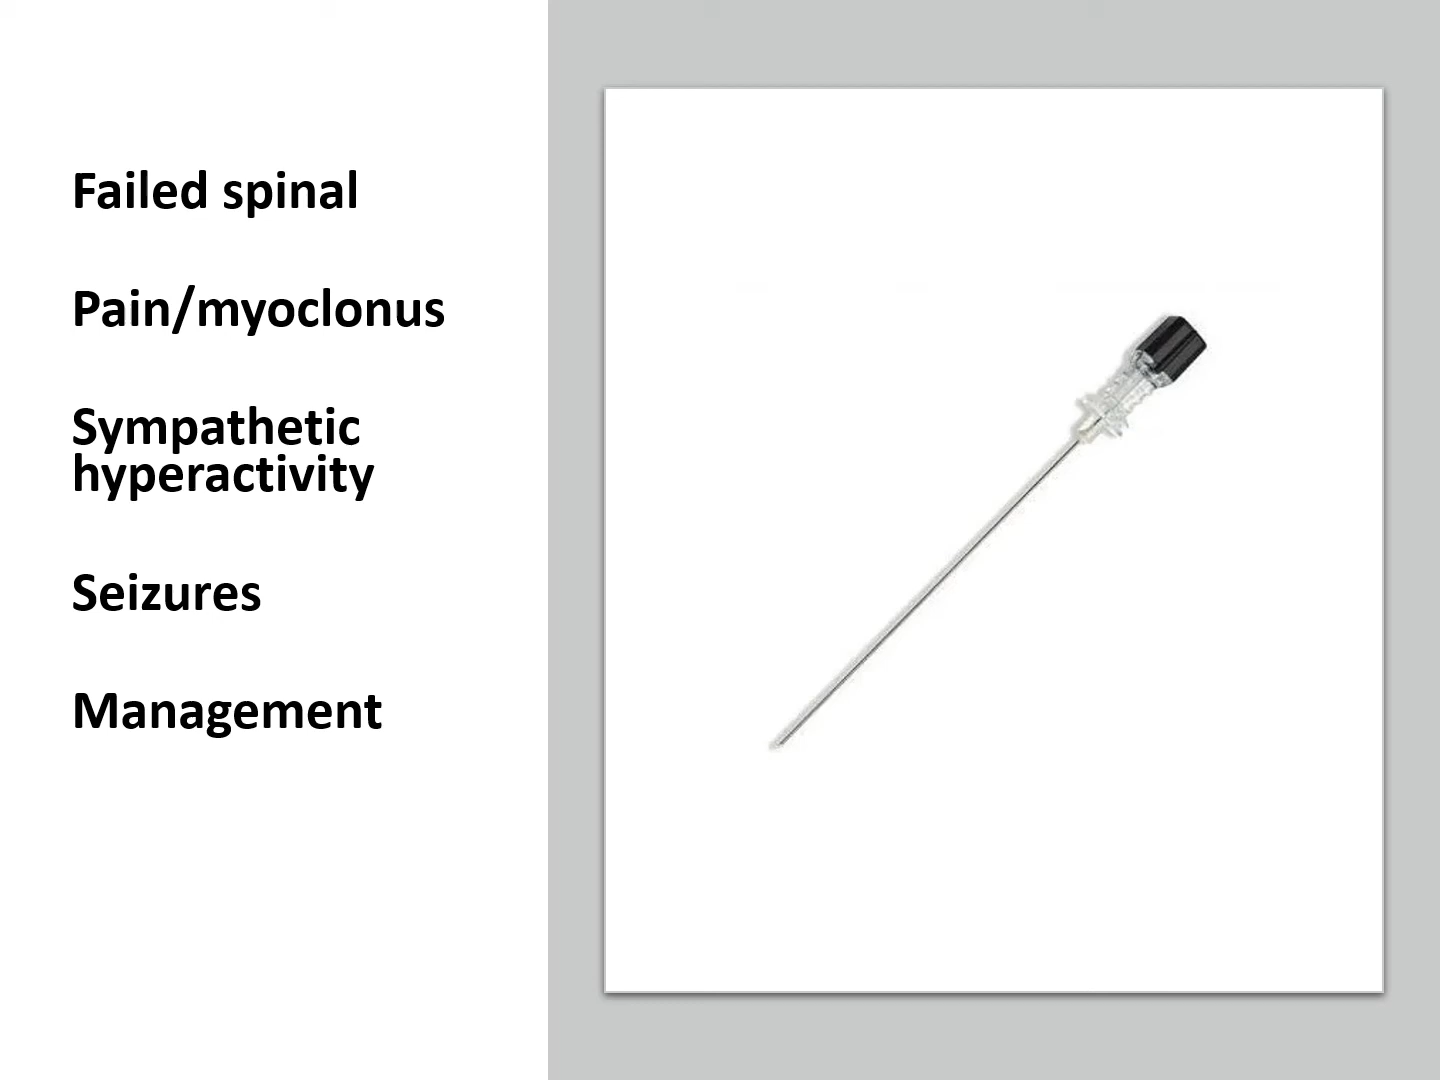 Failed spinal
Pain/myoclonus
Sympathetic
hyperactivity
Seizures
Management